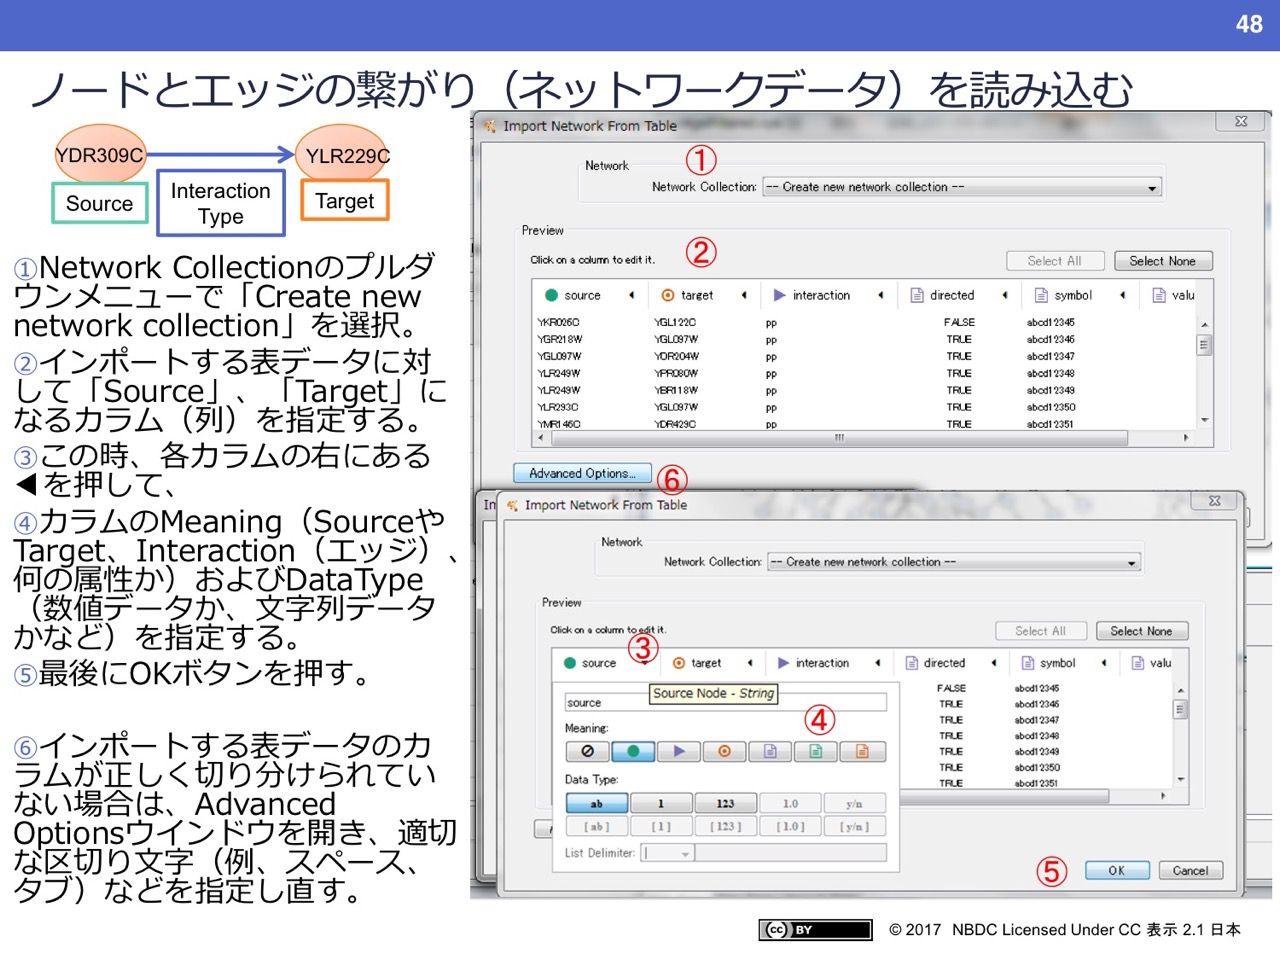 48
ノードとエッジの繋がり（ネットワークデータ）を読み込む
YDR309C
YLR229C
Source
Interaction
Type
Target
①Network Collectionのプルダ
ウンメニューで「Create new
network collection」を選択。
②インポートする表データに対
して「Source」、「Target」に
なるカラム（列）を指定する。
③この時、各カラムの右にある
◀を押して、
④カラムのMeaning（Sourceや
Target、Interaction（エッジ）、
何の属性か）およびDataType
（数値データか、文字列データ
かなど）を指定する。
⑤最後にOKボタンを押す。
⑥インポートする表データのカ
ラムが正しく切り分けられてい
ない場合は、Advanced
Optionsウインドウを開き、適切
な区切り文字（例、スペース、
タブ）などを指定し直す。
Import Network From Table
Network
①
Network Collection: -- Create new network collection --
Preview
②
Click on a column to edit it.
Select All Select None
source target interaction directed symbol valu
YKR026C YGL122C pp FALSE abcd12345
YGR218W YGL097W pp TRUE abcd12346
YGL097W YOR204W pp TRUE abcd12347
YLR249W YPR080W pp TRUE abcd12348
YLR249W YBR118W pp TRUE abcd12349
YLR293C YGL097W pp TRUE abcd12350
YMR146C YDR429C pp TRUE abcd12351
Advanced Options...
⑥
Im
Import Network From Table
Network
Network Collection: -- Create new network collection --
Preview
Click on a column to edit it.
Select All Select None
③
source target interaction directed symbol valu
Source Node - String
source
FALSE abcd12345
TRUE abcd12346
TRUE abcd12347
TRUE abcd12348
TRUE abcd12349
TRUE abcd12350
TRUE abcd12351
④
Meaning:
Data Type:
ab 1 123 1.0 y/n
[ ab ] [ 1 ] [ 123 ] [ 1.0 ] [ y/n ]
List Delimiter: |
⑤
OK Cancel
cc BY
© 2017 NBDC Licensed Under CC 表示 2.1 日本